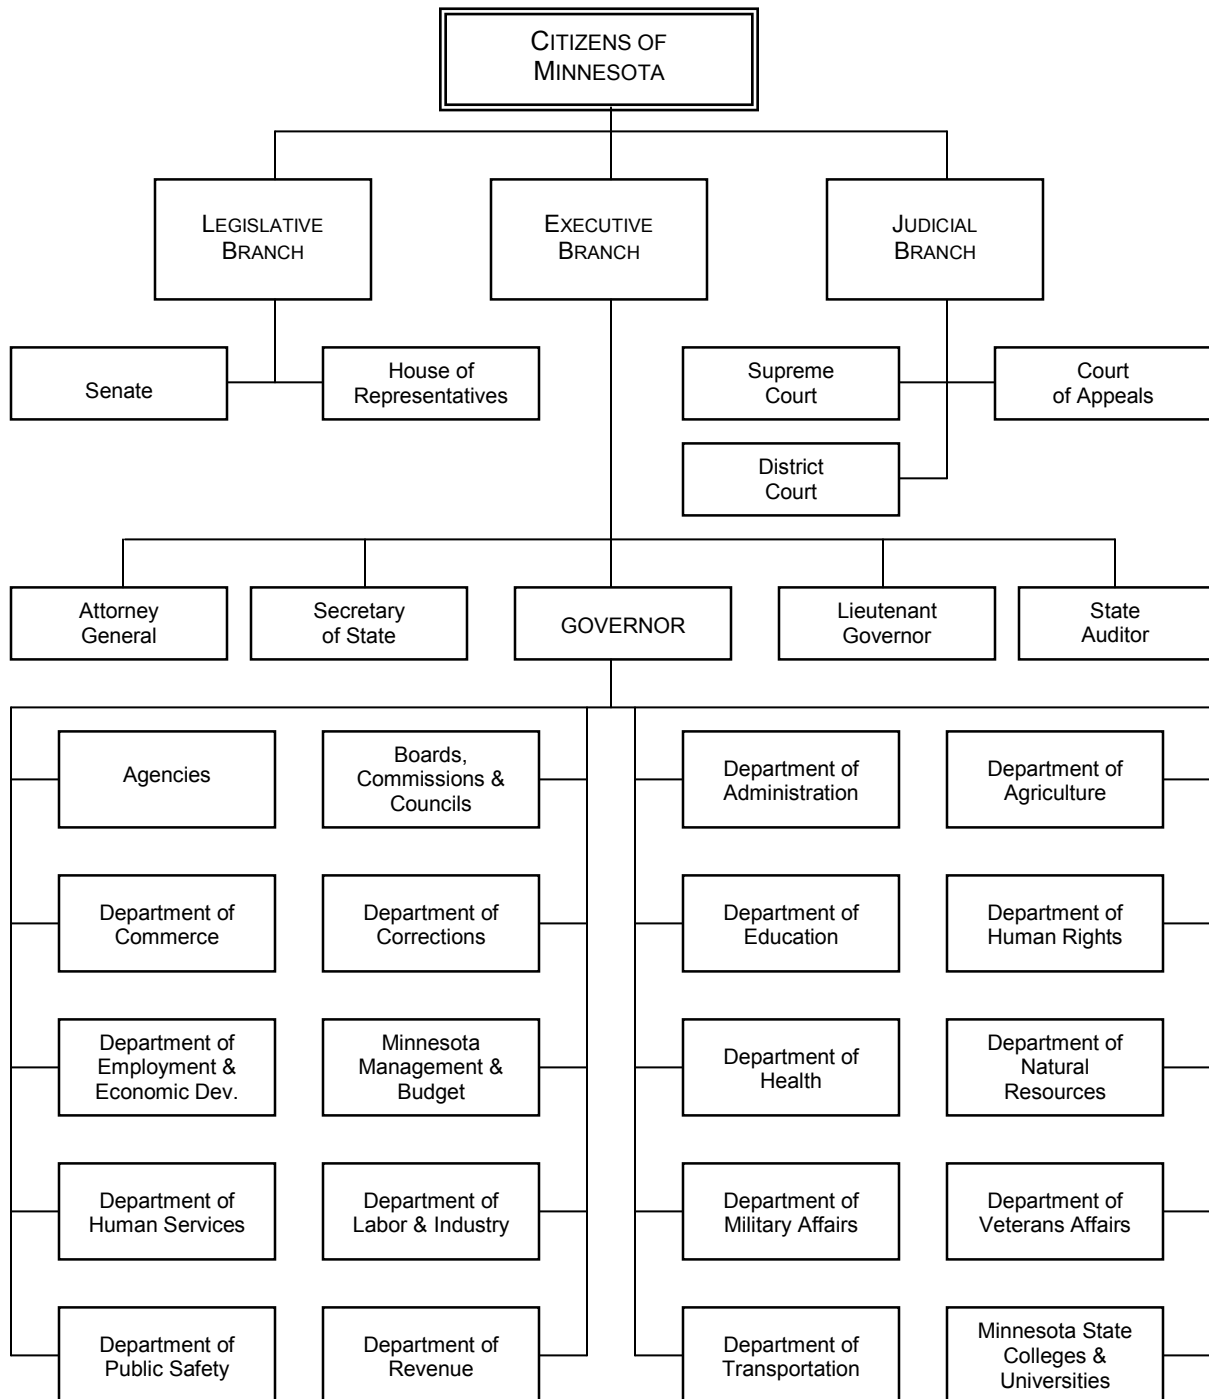 CITIZENS OF
MINNESOTA
LEGISLATIVE
BRANCH
EXECUTIVE
BRANCH
JUDICIAL
BRANCH
Senate
House of
Representatives
Supreme
Court
Court
of Appeals
District
Court
Attorney
General
Secretary
of State
GOVERNOR
Lieutenant
Governor
State
Auditor
Agencies
Boards,
Commissions &
Councils
Department of
Administration
Department of
Agriculture
Department of
Commerce
Department of
Corrections
Department of
Education
Department of
Human Rights
Department of
Employment &
Economic Dev.
Minnesota
Management &
Budget
Department of
Health
Department of
Natural
Resources
Department of
Human Services
Department of
Labor & Industry
Department of
Military Affairs
Department of
Veterans Affairs
Department of
Public Safety
Department of
Revenue
Department of
Transportation
Minnesota State
Colleges &
Universities